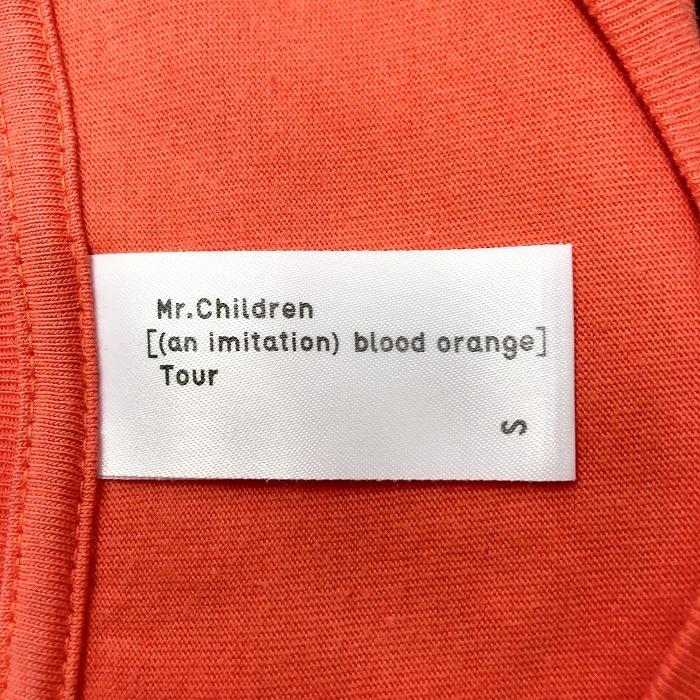 Mr.Children
[(an imitation) blood orange]
Tour
S